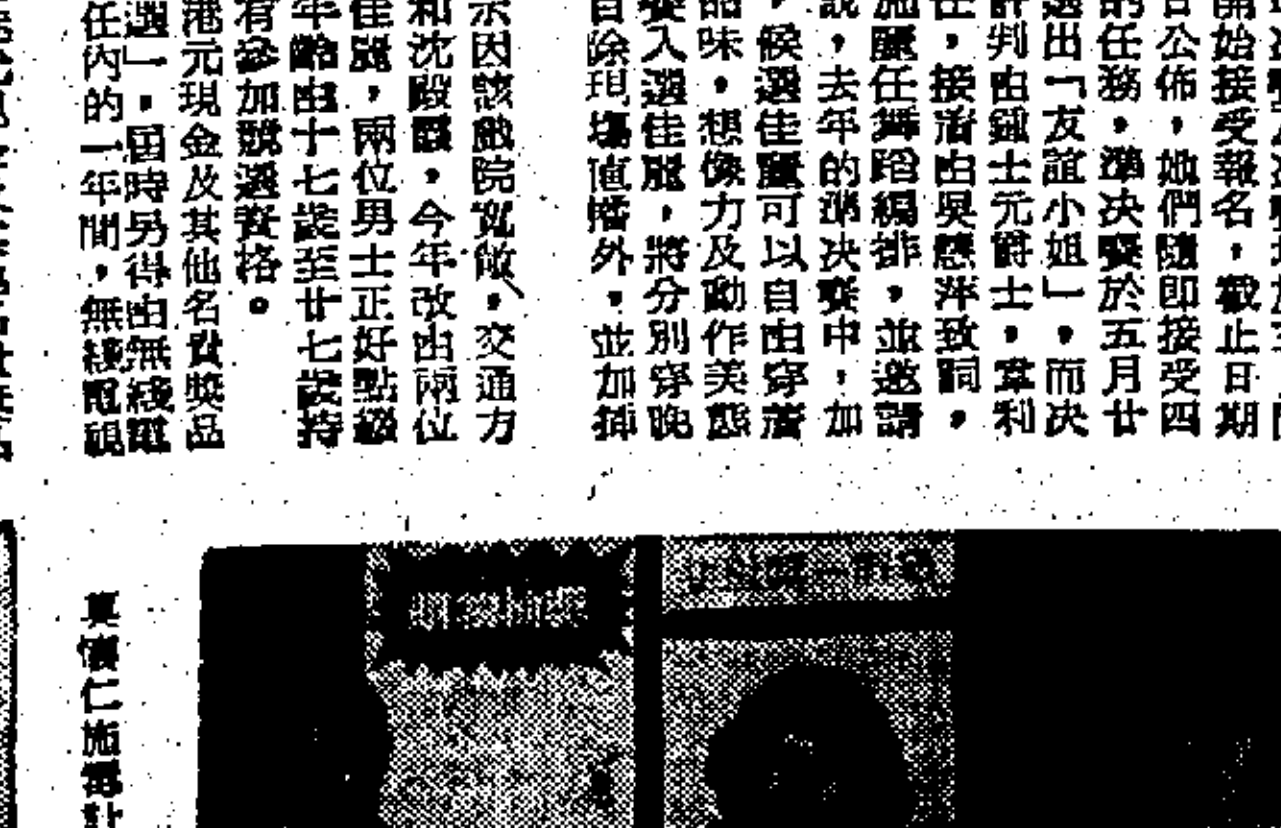 開始接受報名，截止日期
日公佈，她們隨即接受四
的任務，準決賽於五月廿
選出「友誼小姐」，而決
評判由鍾士元爵士，韋利
任，接着由吳慧萍致詞，
施麗任舞蹈編排，並邀請
說，去年的準決賽中，加
，候選佳麗可以自由穿着
品味，想像力及動作美態
入選佳麗，將分別穿晚
目除現場直播外，並加插
示因該戲院寬敞，交通方
和沈殿霞，今年改由兩位
佳麗，兩位男士正好點綴
年齡由十七歲至廿七歲持
有參加競選資格。
港元現金及其他名貴獎品
選」，屆時另得由無綫電
任內的一年間，無綫電視
懷仁施